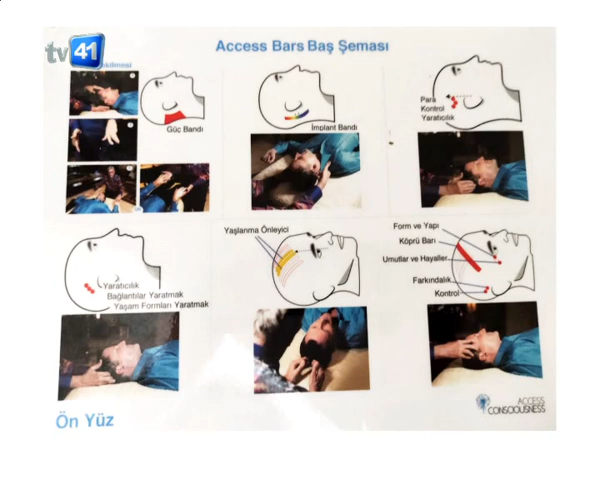 tv41
Access Bars Baş Şeması
Güç Bandı
İmplant Bandı
Para
Kontrol
Yaratıcılık
Yaratıcılık
Bağlantılar Yaratmak
Yaşam Formları Yaratmak
Yaşlanma Önleyici
Form ve Yapı
Köprü Barı
Umutlar ve Hayaller
Farkındalık
Kontrol
Ön Yüz
ACCESS
CONSCIOUSNESS